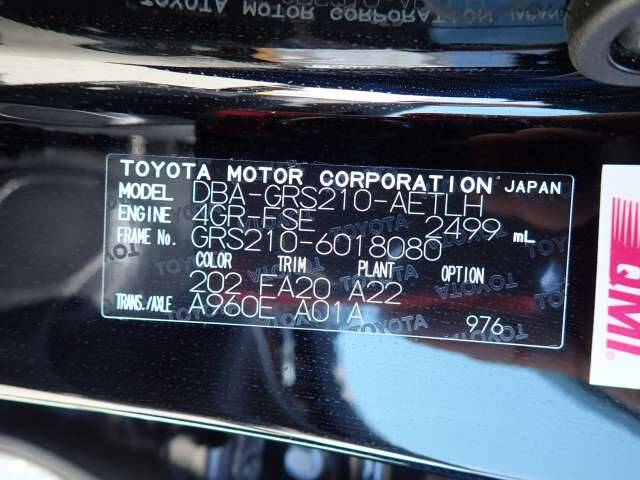 TOYOTA MOTOR CORPORATION JAPAN
MODEL DBA-GRS210-AETLH
ENGINE 4GR-FSE 2499 mL
FRAME No. GRS210-6018080
COLOR TRIM PLANT OPTION
202 FA20 A22
TRANS./AXLE A960E A01A 976
QMI.